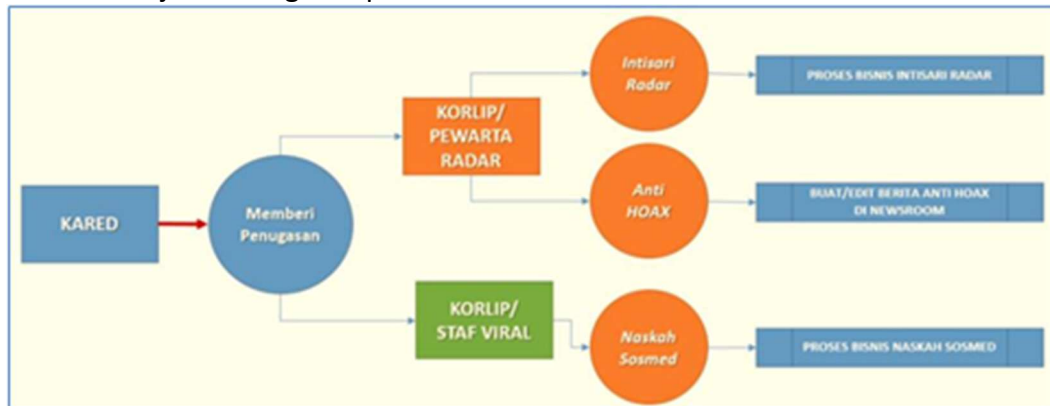 KARED
Memberi
Penugasan
KORLIP/
PEWARTA
RADAR
Intisari
Radar
PROSES BISNIS INTISARI RADAR
Anti
HOAX
BUAT/EDIT BERITA ANTI HOAX
DI NEWSROOM
KORLIP/
STAF VIRAL
Naskah
Sosmed
PROSES BISNIS NASKAH SOSMED